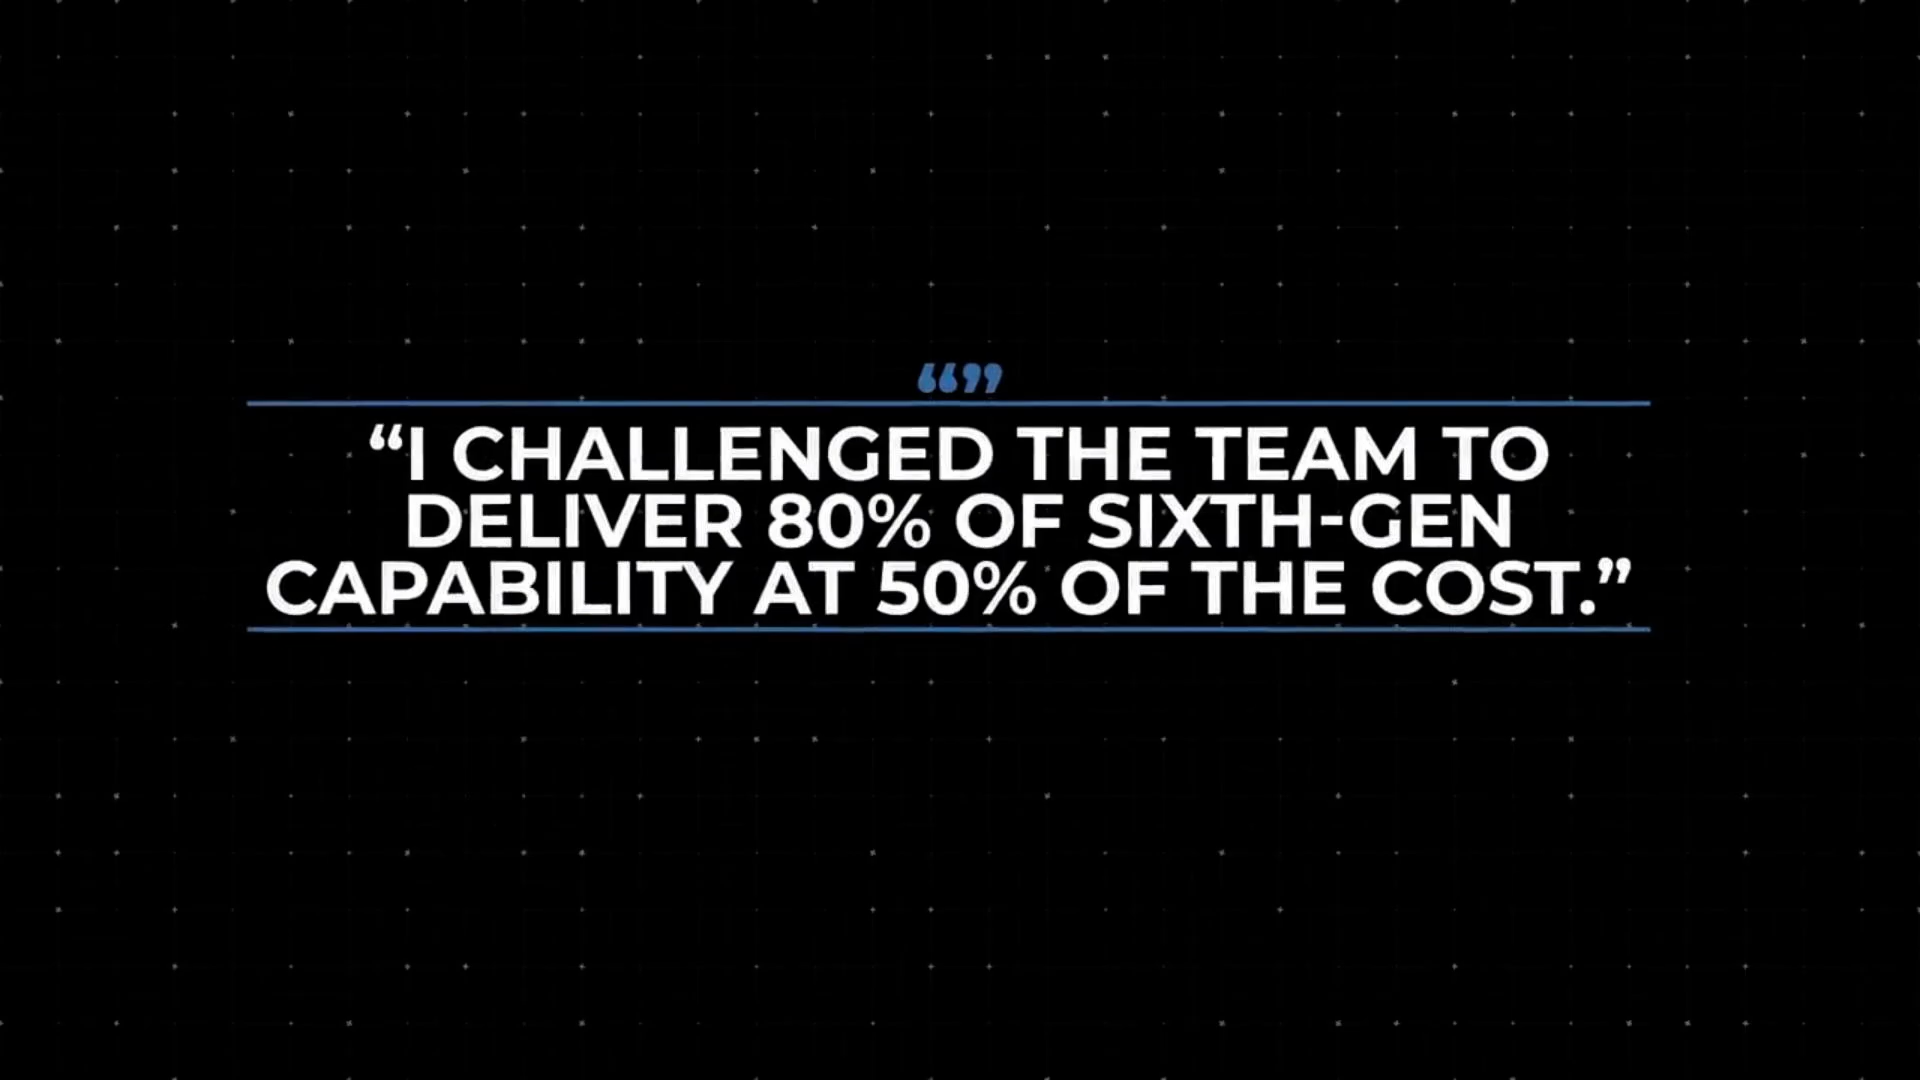 “”
“I CHALLENGED THE TEAM TO
DELIVER 80% OF SIXTH-GEN
CAPABILITY AT 50% OF THE COST.”